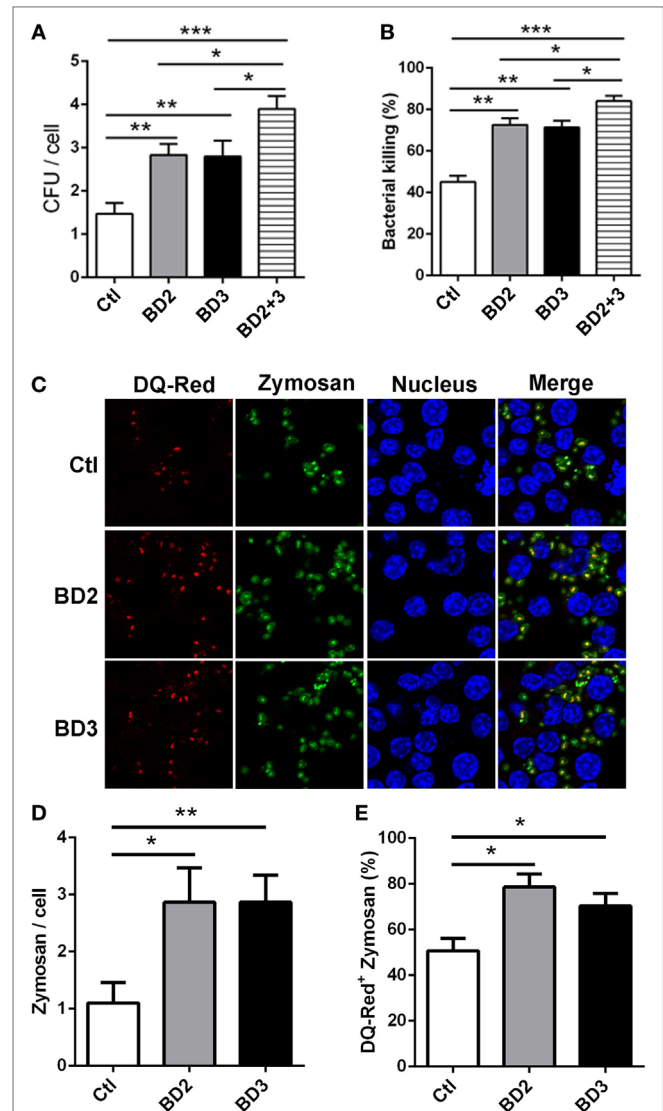 A
CFU / cell
5
4
3
2
1
0
***
*
*
**
**
Ctl
BD2
BD3
BD2+3
B
Bacterial killing (%)
100
80
60
40
20
0
***
*
**
*
**
Ctl
BD2
BD3
BD2+3
C
DQ-Red Zymosan Nucleus Merge
Ctl
BD2
BD3
D
Zymosan / cell
4
3
2
1
0
**
*
Ctl
BD2
BD3
E
DQ-Red+ Zymosan (%)
100
80
60
40
20
0
*
*
Ctl
BD2
BD3